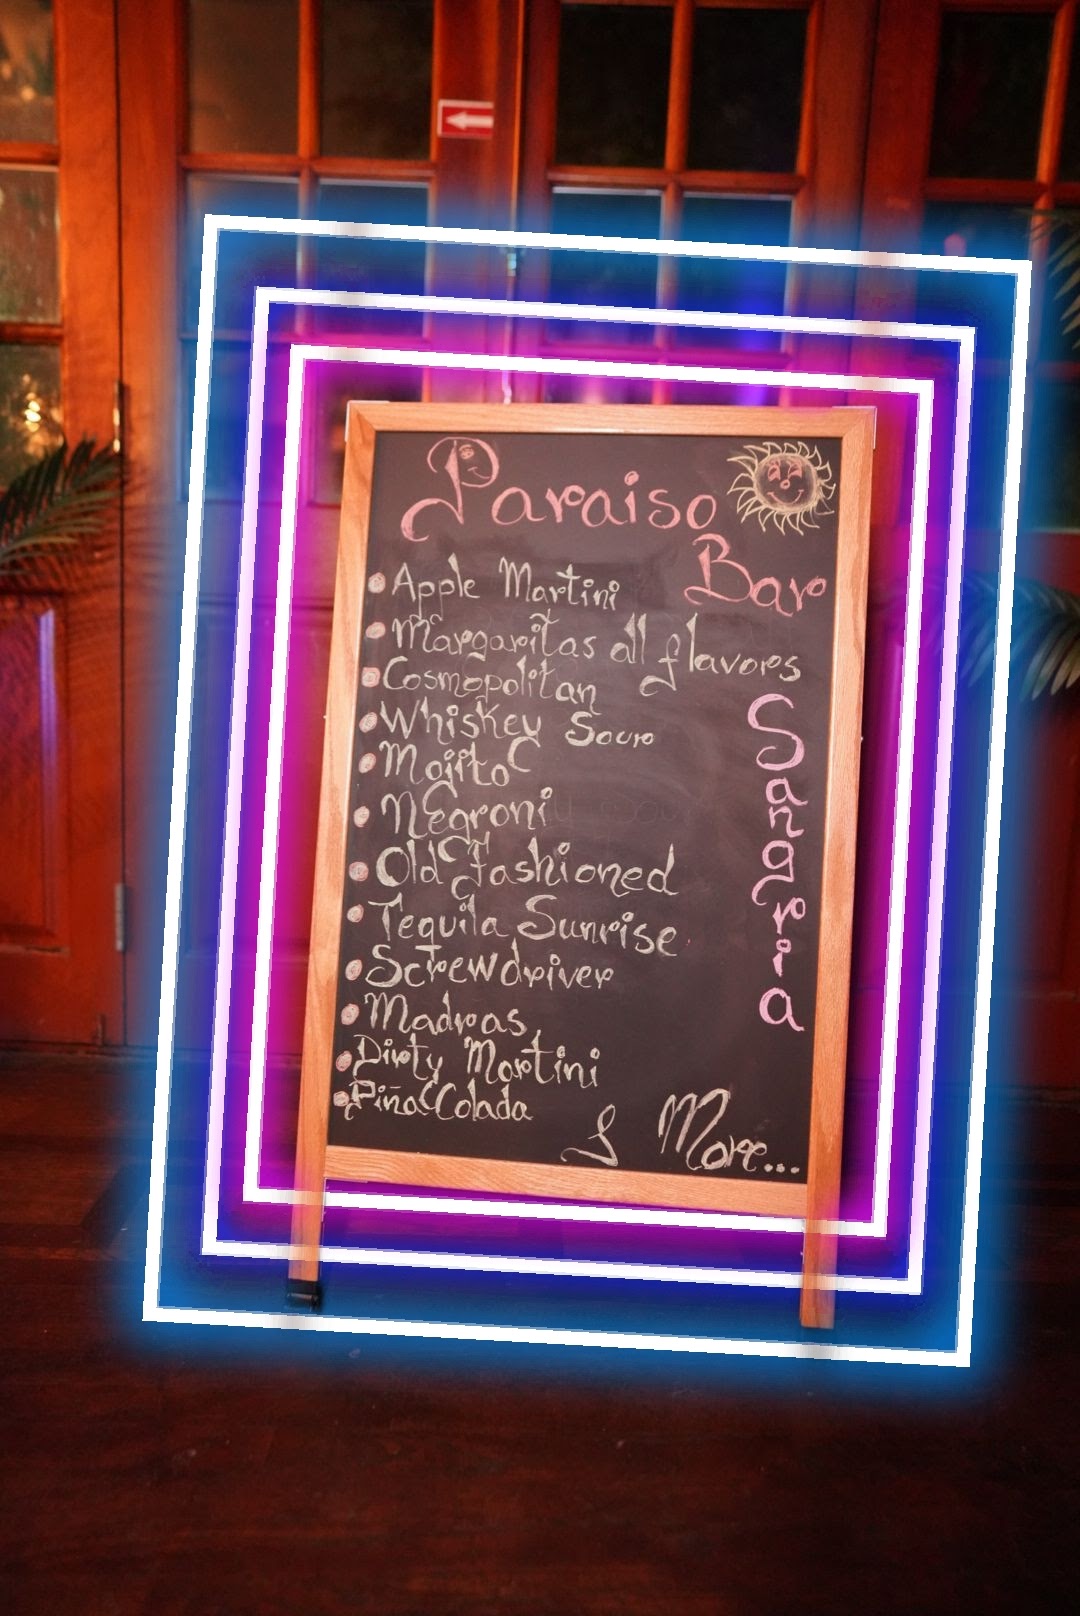 Paraiso
Bar
Apple Martini
Margaritas all flavors
Cosmopolitan
Whiskey Sour
Mojito
Negroni
Old Fashioned
Tequila Sunrise
Screwdriver
Madras
Dirty Martini
Piña Colada
& More...
Sangria